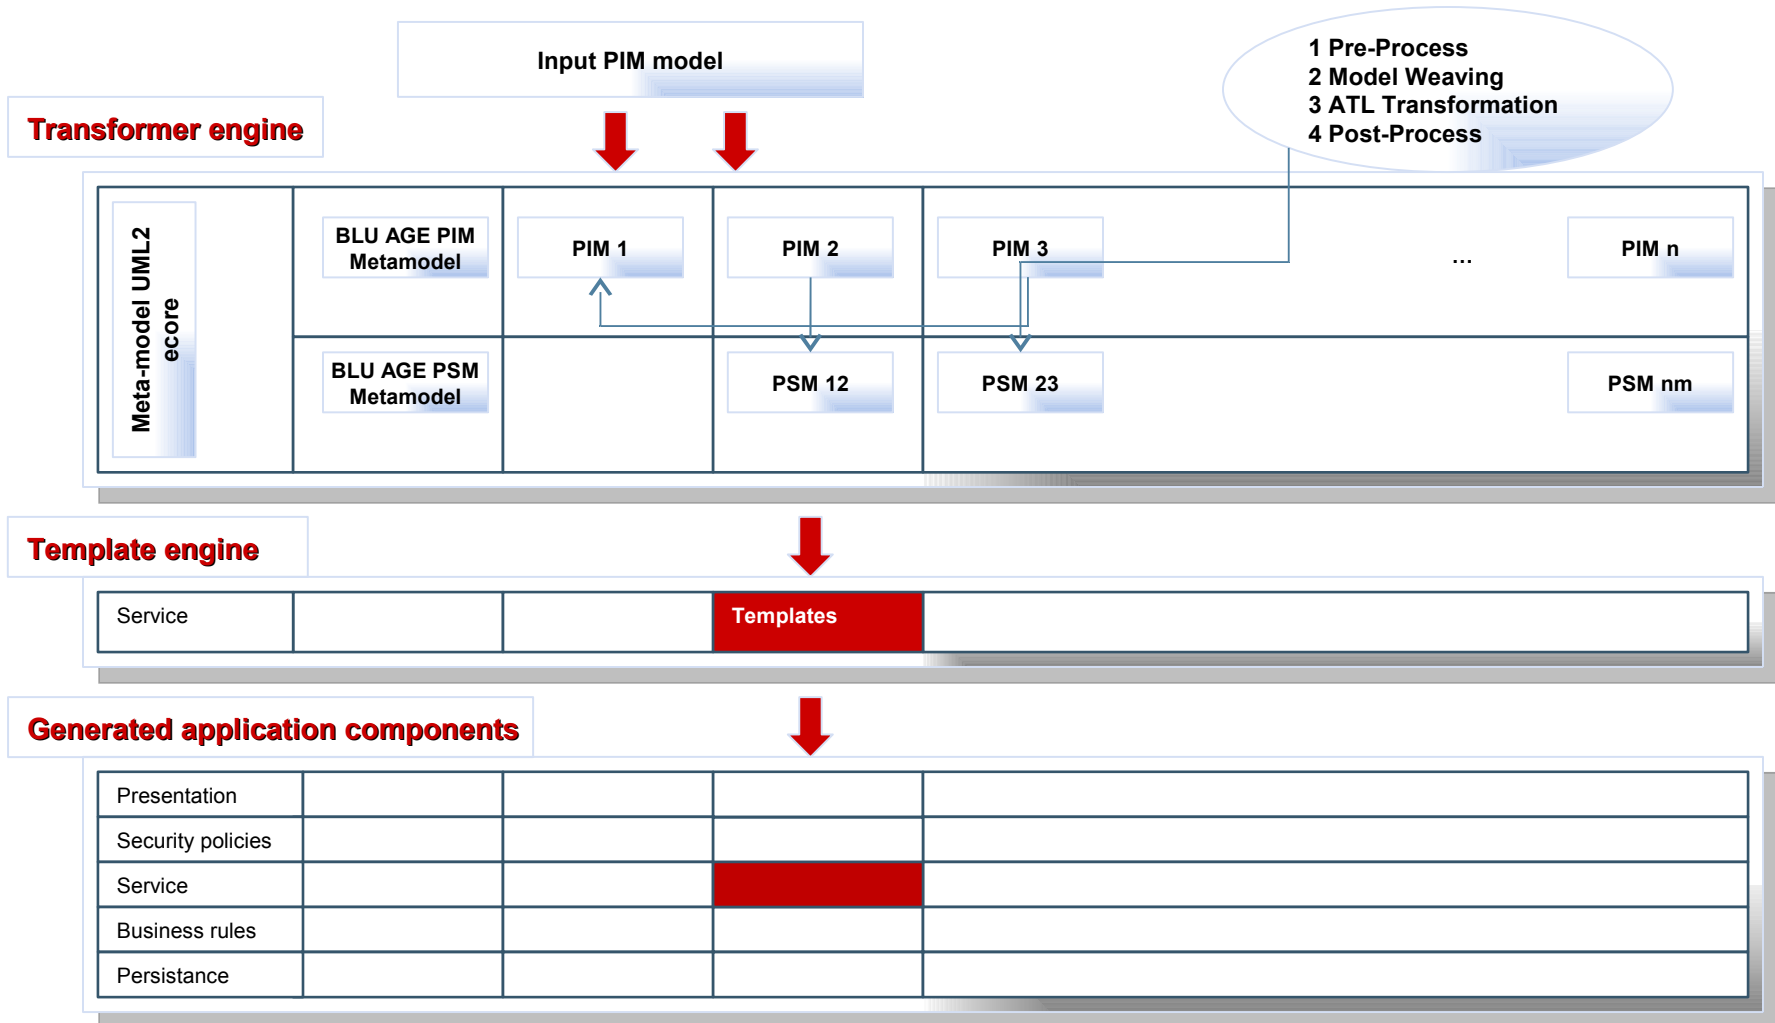 Input PIM model
1 Pre-Process
2 Model Weaving
3 ATL Transformation
4 Post-Process
Transformer engine
Meta-model UML2
ecore
BLU AGE PIM
Metamodel
PIM 1
PIM 2
PIM 3
...
PIM n
BLU AGE PSM
Metamodel
PSM 12
PSM 23
PSM nm
Template engine
Service
Templates
Generated application components
Presentation
Security policies
Service
Business rules
Persistance